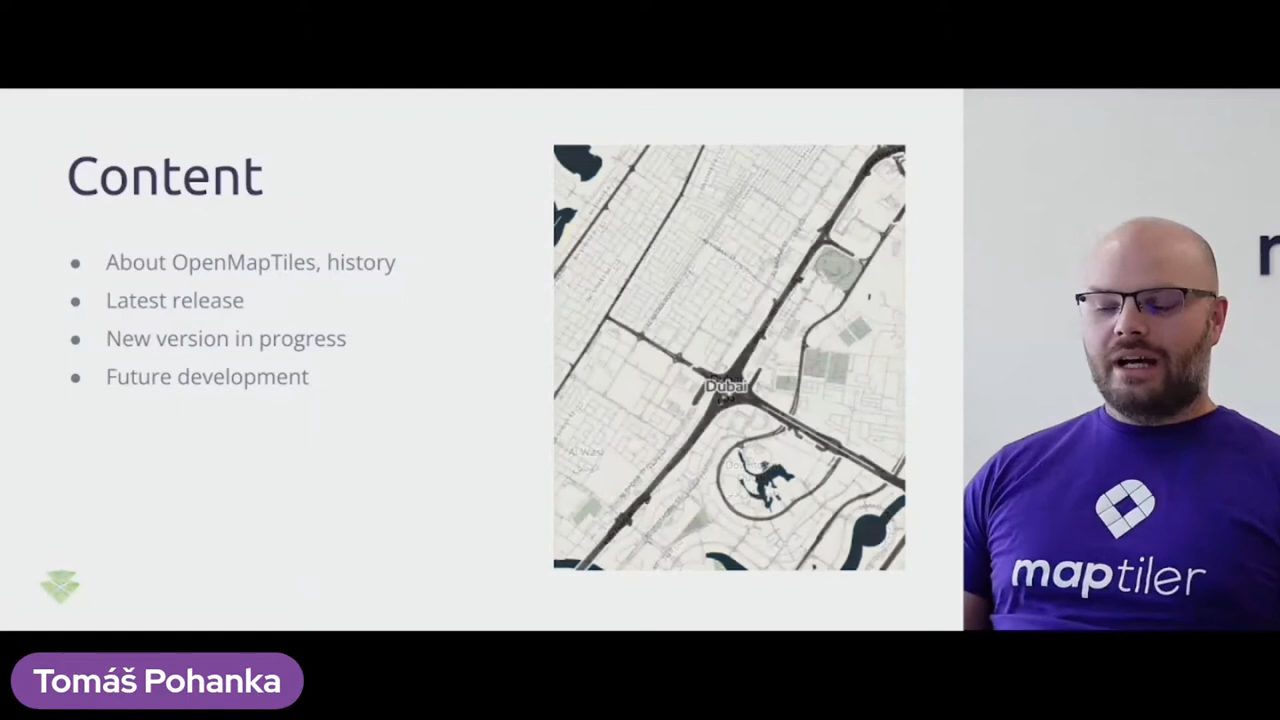 Content
● About OpenMapTiles, history
● Latest release
● New version in progress
● Future development
Dubai
maptiler
Tomáš Pohanka